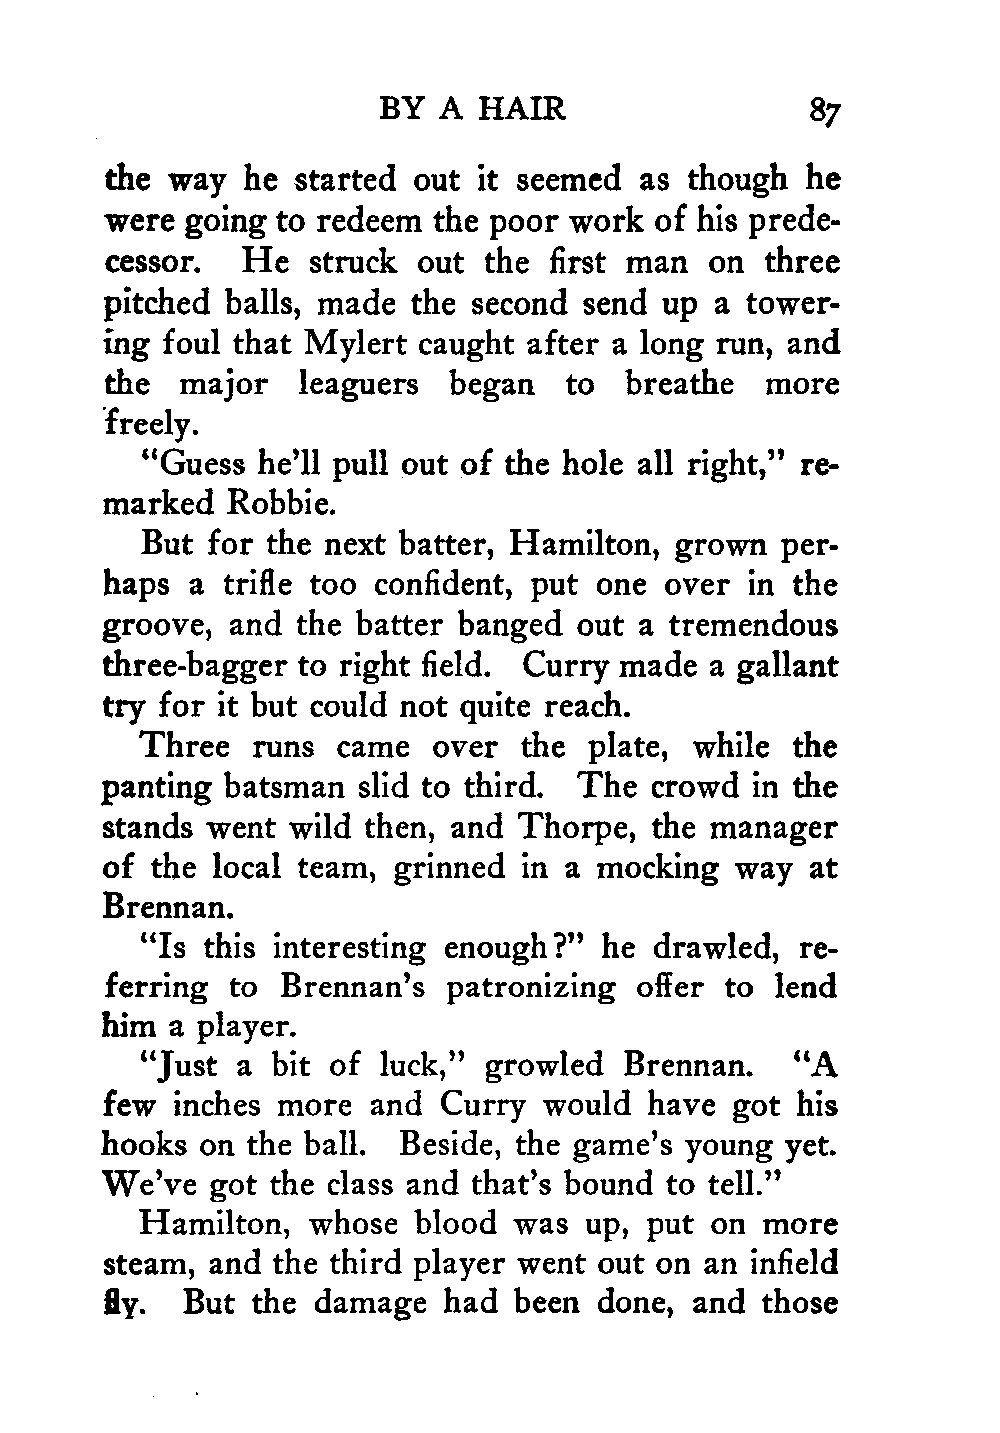 BY A HAIR 87
the way he started out it seemed as though he
were going to redeem the poor work of his prede-
cessor. He struck out the first man on three
pitched balls, made the second send up a tower-
ing foul that Mylert caught after a long run, and
the major leaguers began to breathe more
freely.
"Guess he'll pull out of the hole all right," re-
marked Robbie.
But for the next batter, Hamilton, grown per-
haps a trifle too confident, put one over in the
groove, and the batter banged out a tremendous
three-bagger to right field. Curry made a gallant
try for it but could not quite reach.
Three runs came over the plate, while the
panting batsman slid to third. The crowd in the
stands went wild then, and Thorpe, the manager
of the local team, grinned in a mocking way at
Brennan.
"Is this interesting enough?" he drawled, re-
ferring to Brennan's patronizing offer to lend
him a player.
"Just a bit of luck," growled Brennan. "A
few inches more and Curry would have got his
hooks on the ball. Beside, the game's young yet.
We've got the class and that's bound to tell."
Hamilton, whose blood was up, put on more
steam, and the third player went out on an infield
fly. But the damage had been done, and those